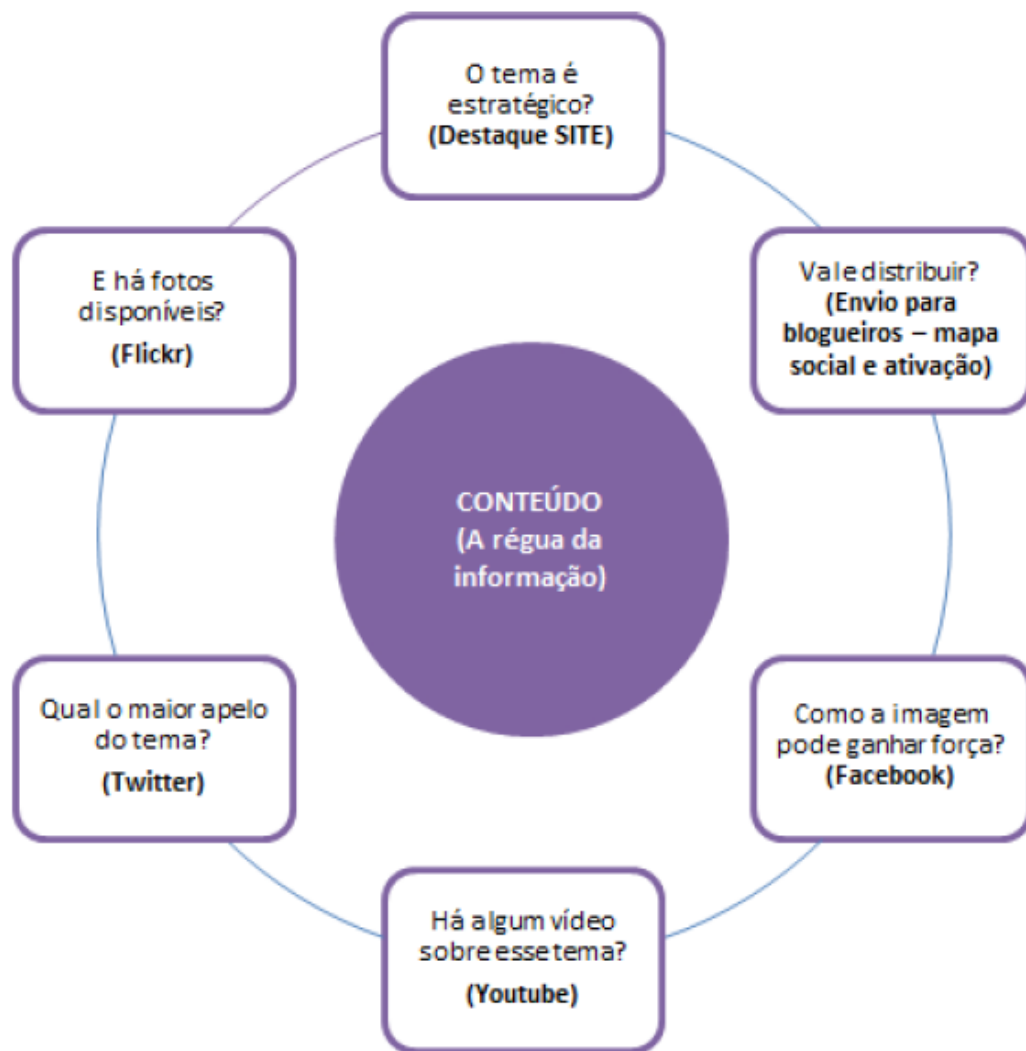 O tema é
estratégico?
(Destaque SITE)
Vale distribuir?
(Envio para
blogueiros – mapa
social e ativação)
Como a imagem
pode ganhar força?
(Facebook)
Há algum vídeo
sobre esse tema?
(Youtube)
Qual o maior apelo
do tema?
(Twitter)
E há fotos
disponíveis?
(Flickr)
CONTEÚDO
(A régua da
informação)